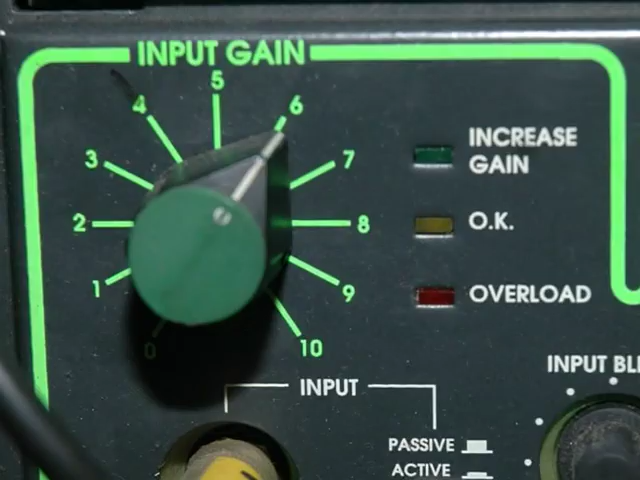 INPUT GAIN
5
4
6
3
7
2
8
1
9
0
10
INCREASE
GAIN
O.K.
OVERLOAD
INPUT
INPUT BL
PASSIVE
ACTIVE